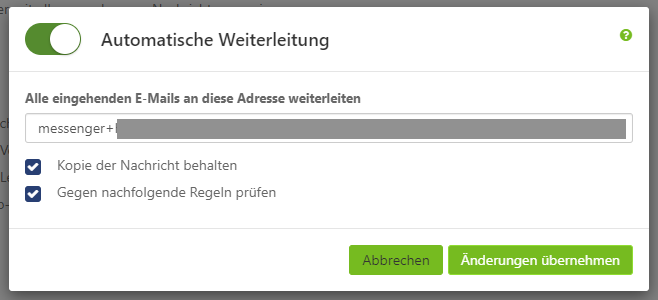 Automatische Weiterleitung
Alle eingehenden E-Mails an diese Adresse weiterleiten
messenger+
Kopie der Nachricht behalten
Gegen nachfolgende Regeln prüfen
Abbrechen
Änderungen übernehmen